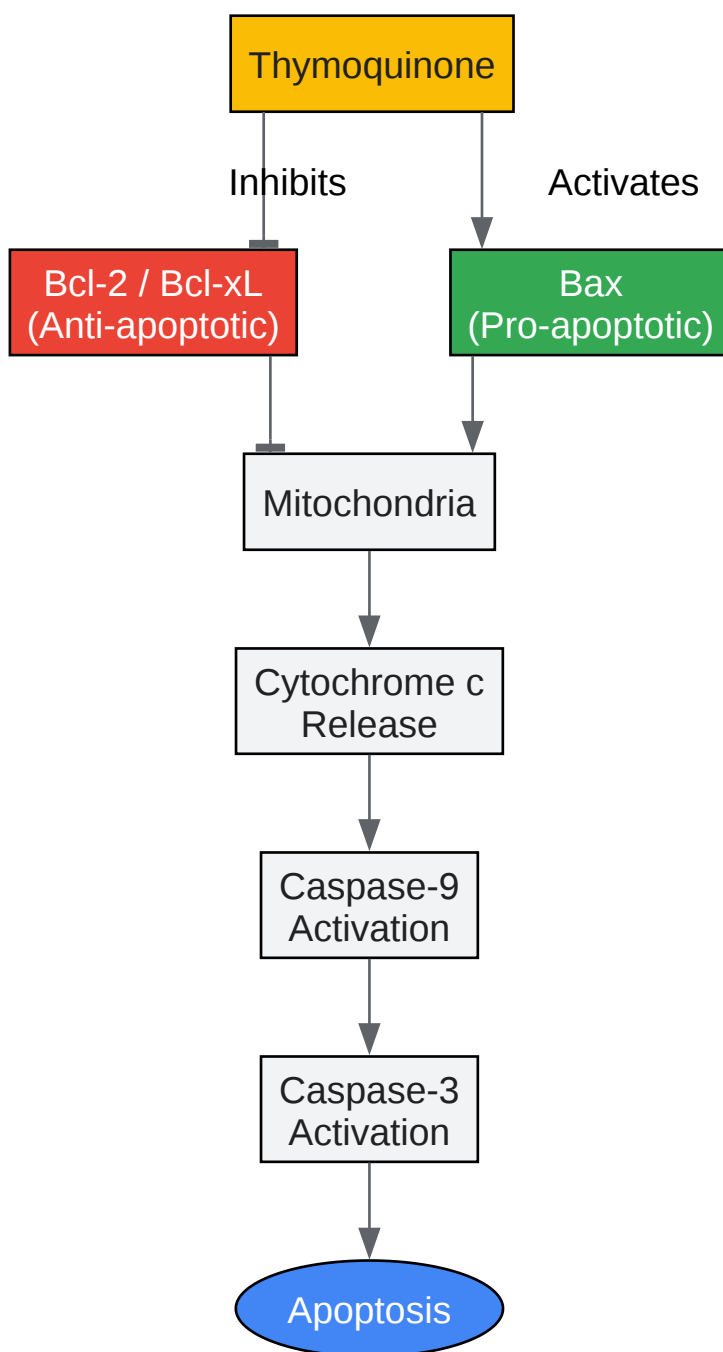 Thymoquinone
Inhibits
Activates
Bcl-2 / Bcl-xL
(Anti-apoptotic)
Bax
(Pro-apoptotic)
Mitochondria
Cytochrome c
Release
Caspase-9
Activation
Caspase-3
Activation
Apoptosis